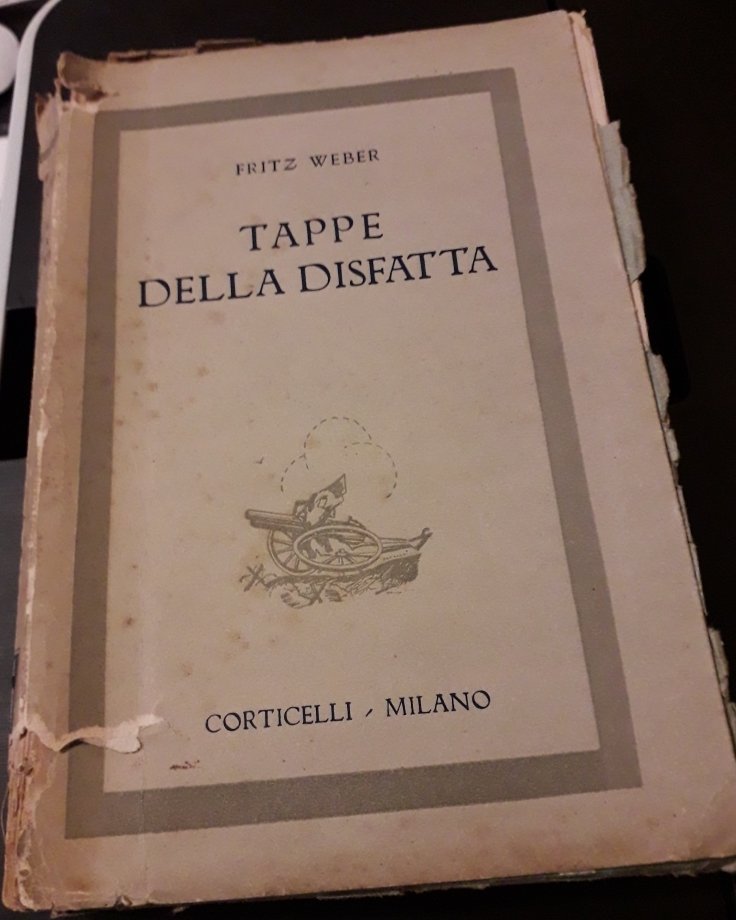 FRITZ WEBER
TAPPE
DELLA DISFATTA
CORTICELLI - MILANO